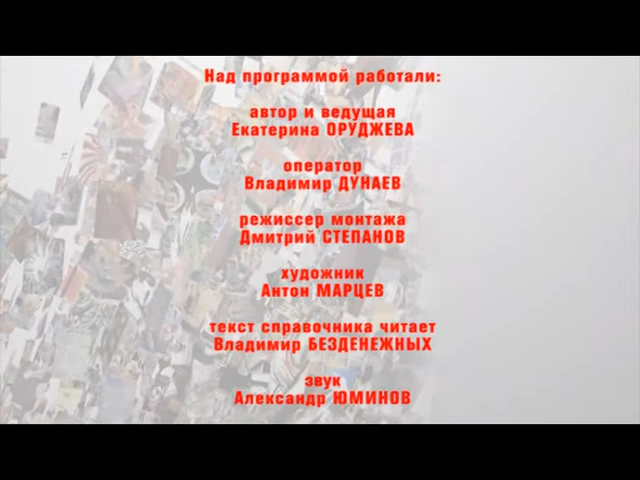 Над программой работали:
автор и ведущая
Екатерина ОРУДЖЕВА
оператор
Владимир ДУНАЕВ
режиссер монтажа
Дмитрий СТЕПАНОВ
художник
Антон МАРЦЕВ
текст справочника читает
Владимир БЕЗДЕНЕЖНЫХ
звук
Александр ЮМИНОВ